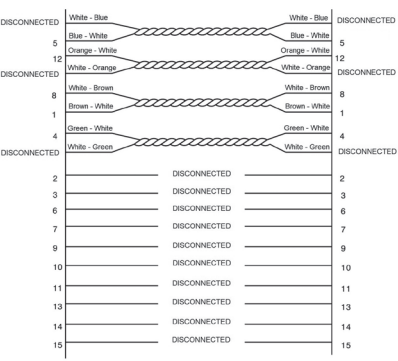 DISCONNECTED White - Blue White - Blue DISCONNECTED
5 Blue - White Blue - White 5
12 Orange - White Orange - White 12
DISCONNECTED White - Orange White - Orange DISCONNECTED
8 White - Brown White - Brown 8
1 Brown - White Brown - White 1
4 Green - White Green - White 4
DISCONNECTED White - Green White - Green DISCONNECTED
2 DISCONNECTED 2
3 DISCONNECTED 3
6 DISCONNECTED 6
7 DISCONNECTED 7
9 DISCONNECTED 9
10 DISCONNECTED 10
11 DISCONNECTED 11
13 DISCONNECTED 13
14 DISCONNECTED 14
15 DISCONNECTED 15